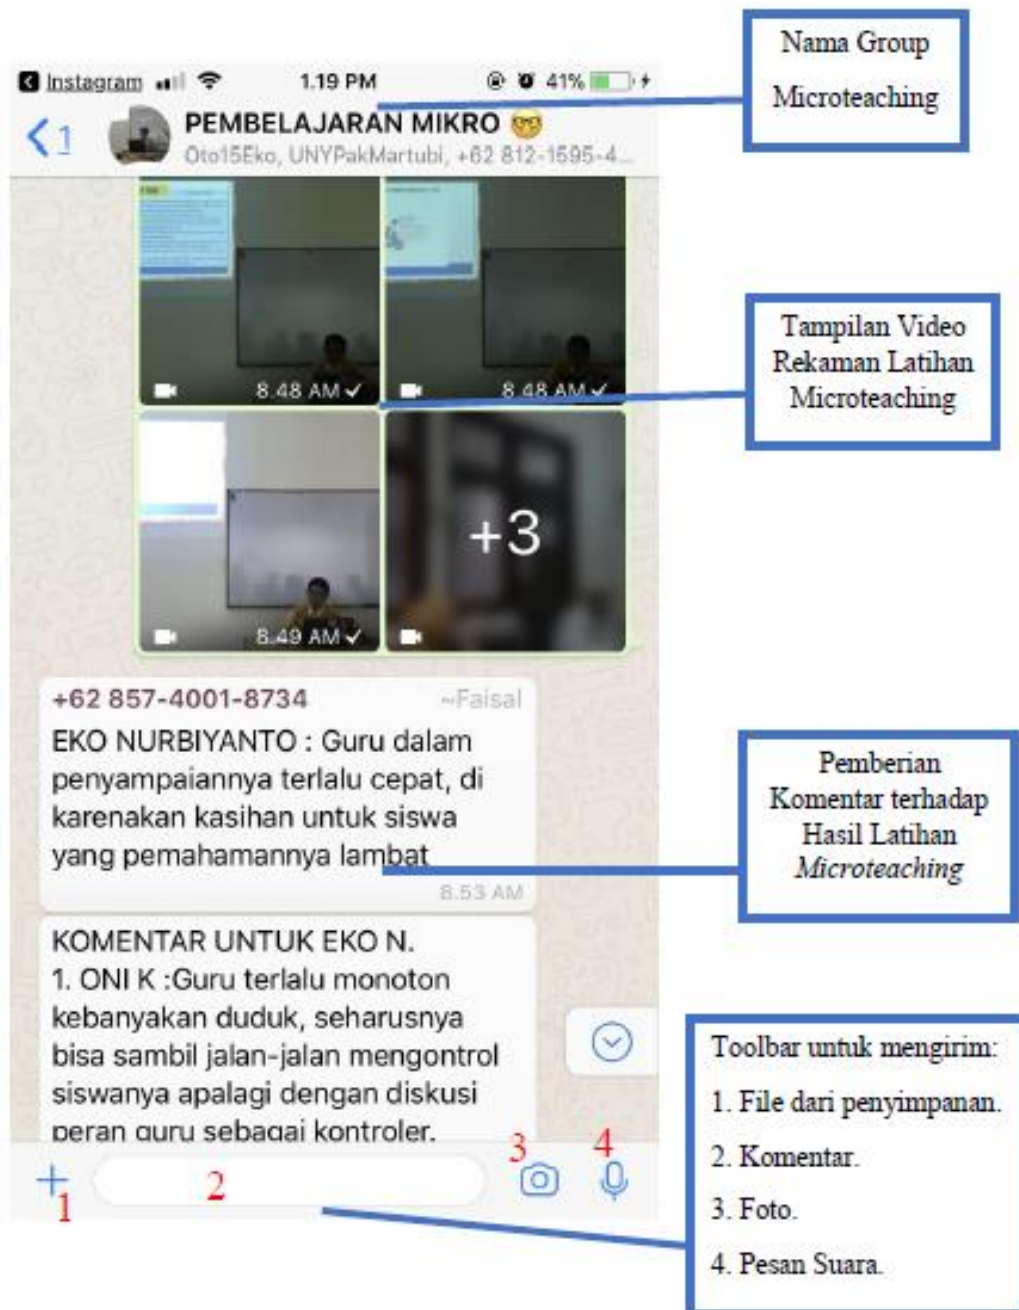 Nama Group
Microteaching
Instagram
1.19 PM
41%
1
PEMBELAJARAN MIKRO 🤓
Oto15Eko, UNYPakMartubi, +62 812-1595-4...
8.48 AM
8.48 AM
Tampilan Video
Rekaman Latihan
Microteaching
8.49 AM
+3
+62 857-4001-8734 ~Faisal
EKO NURBIYANTO : Guru dalam
penyampaiannya terlalu cepat, di
karenakan kasihan untuk siswa
yang pemahamannya lambat
8.53 AM
Pemberian
Komentar terhadap
Hasil Latihan
Microteaching
KOMENTAR UNTUK EKO N.
1. ONI K :Guru terlalu monoton
kebanyakan duduk, seharusnya
bisa sambil jalan-jalan mengontrol
siswanya apalagi dengan diskusi
peran guru sebagai kontroler.
1
2
3
4
Toolbar untuk mengirim:
1. File dari penyimpanan.
2. Komentar.
3. Foto.
4. Pesan Suara.